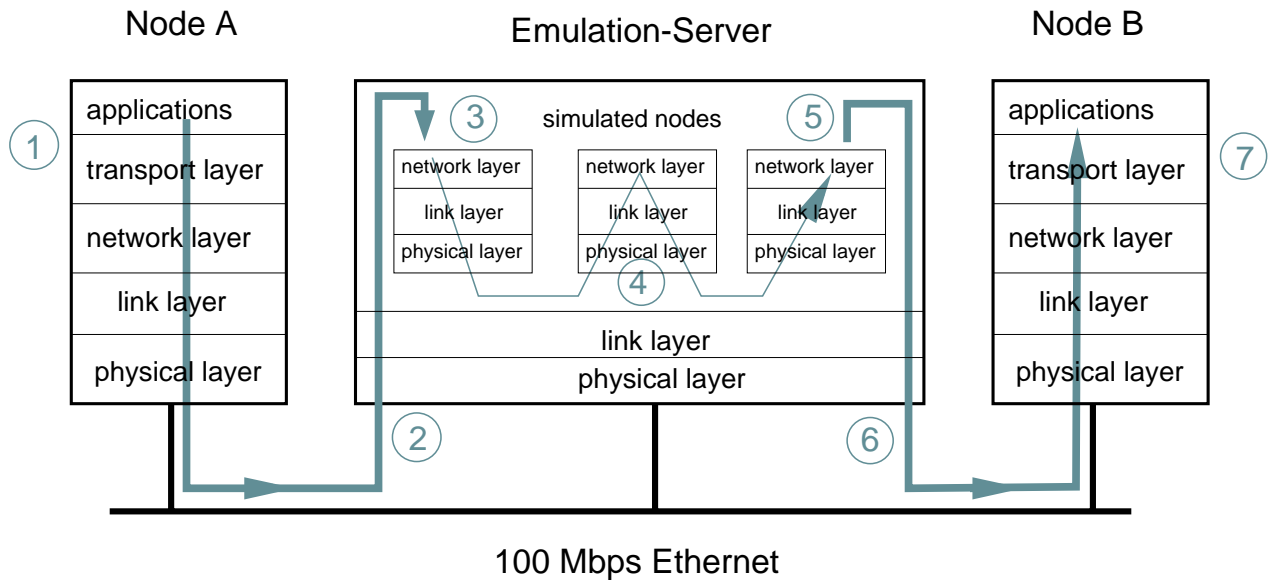 Node A
Emulation-Server
Node B
1
applications
transport layer
network layer
link layer
physical layer
2
3
simulated nodes
5
network layer
link layer
physical layer
network layer
link layer
physical layer
4
network layer
link layer
physical layer
link layer
physical layer
6
applications
transport layer
network layer
link layer
physical layer
7
100 Mbps Ethernet